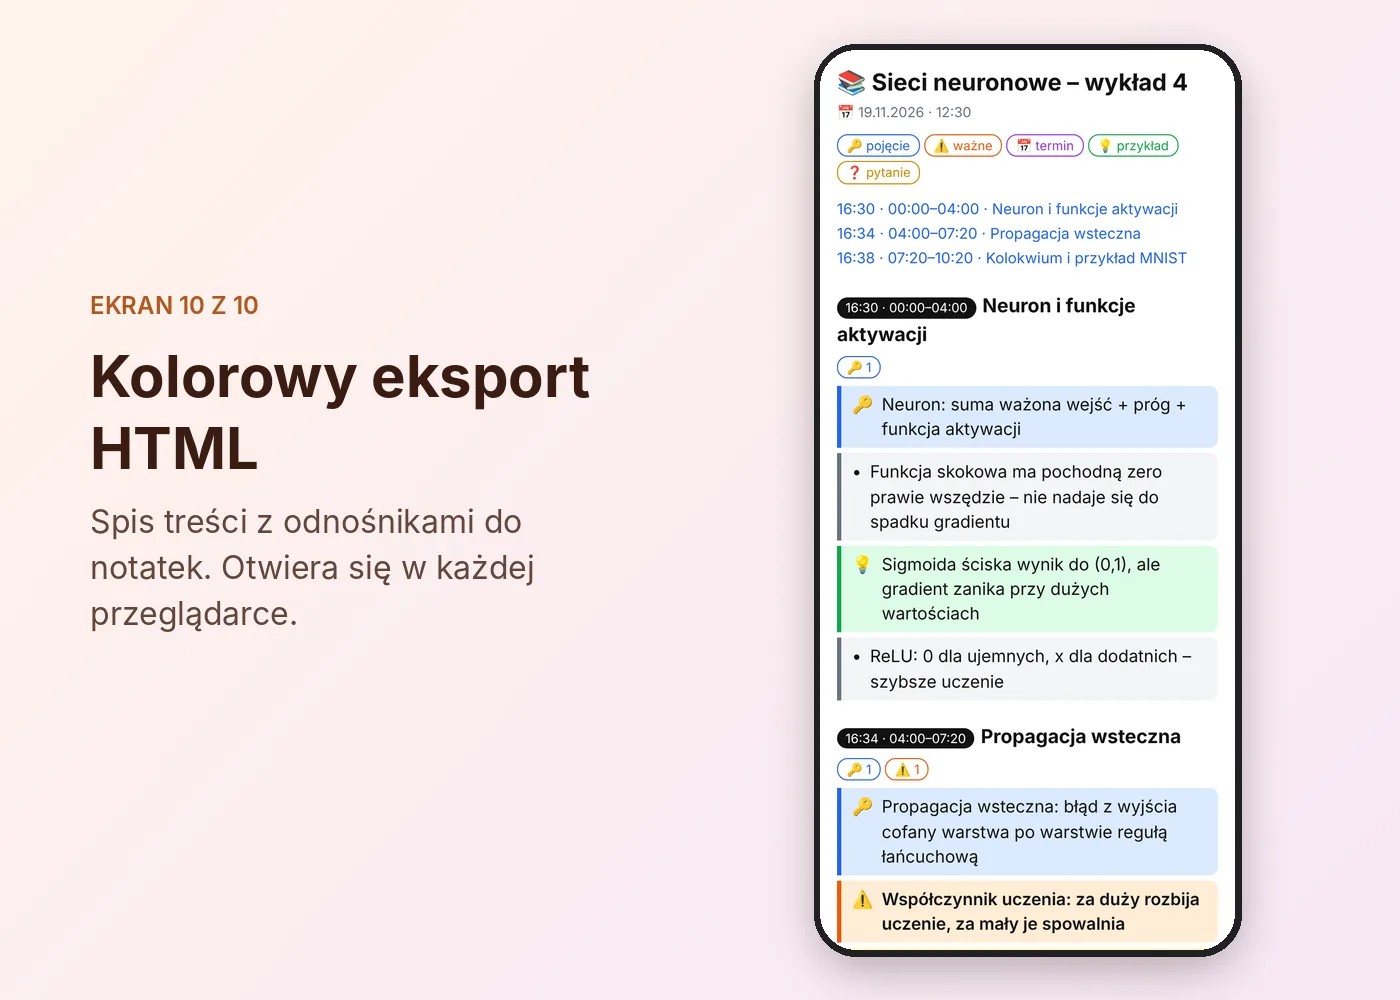 EKRAN 10 Z 10
Kolorowy eksport
HTML
Spis treści z odnośnikami do
notatek. Otwiera się w każdej
przeglądarce.
📚 Sieci neuronowe – wykład 4
📅 19.11.2026 · 12:30
🔑 pojęcie ⚠️ ważne 📅 termin 💡 przykład
❓ pytanie
16:30 · 00:00–04:00 · Neuron i funkcje aktywacji
16:34 · 04:00–07:20 · Propagacja wsteczna
16:38 · 07:20–10:20 · Kolokwium i przykład MNIST
16:30 · 00:00–04:00 Neuron i funkcje
aktywacji
🔑 1
🔑 Neuron: suma ważona wejść + próg +
funkcja aktywacji
• Funkcja skokowa ma pochodną zero
prawie wszędzie – nie nadaje się do
spadku gradientu
💡 Sigmoida ściska wynik do (0,1), ale
gradient zanika przy dużych
wartościach
• ReLU: 0 dla ujemnych, x dla dodatnich –
szybsze uczenie
16:34 · 04:00–07:20 Propagacja wsteczna
🔑 1 ⚠️ 1
🔑 Propagacja wsteczna: błąd z wyjścia
cofany warstwa po warstwie regułą
łańcuchową
⚠️ Współczynnik uczenia: za duży rozbija
uczenie, za mały je spowalnia